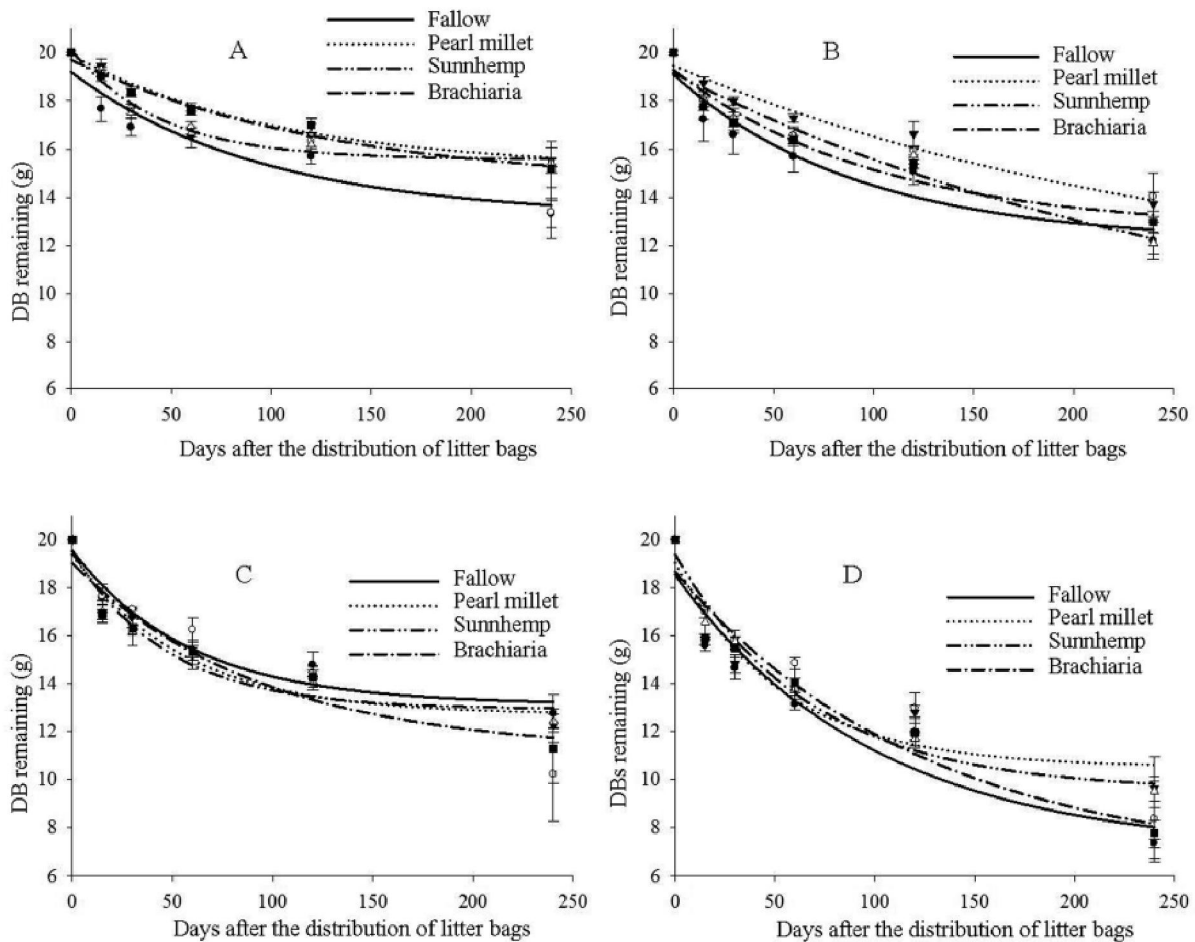 A
Fallow
Pearl millet
Sunnhemp
Brachiaria
DB remaining (g)
20
18
16
14
12
10
8
6
0 50 100 150 200 250
Days after the distribution of litter bags
B
Fallow
Pearl millet
Sunnhemp
Brachiaria
DB remaining (g)
20
18
16
14
12
10
8
6
0 50 100 150 200 250
Days after the distribution of litter bags
C
Fallow
Pearl millet
Sunnhemp
Brachiaria
DB remaining (g)
20
18
16
14
12
10
8
6
0 50 100 150 200 250
Days after the distribution of litter bags
D
Fallow
Pearl millet
Sunnhemp
Brachiaria
DBs remaining (g)
20
18
16
14
12
10
8
6
0 50 100 150 200 250
Days after the distribution of litter bags